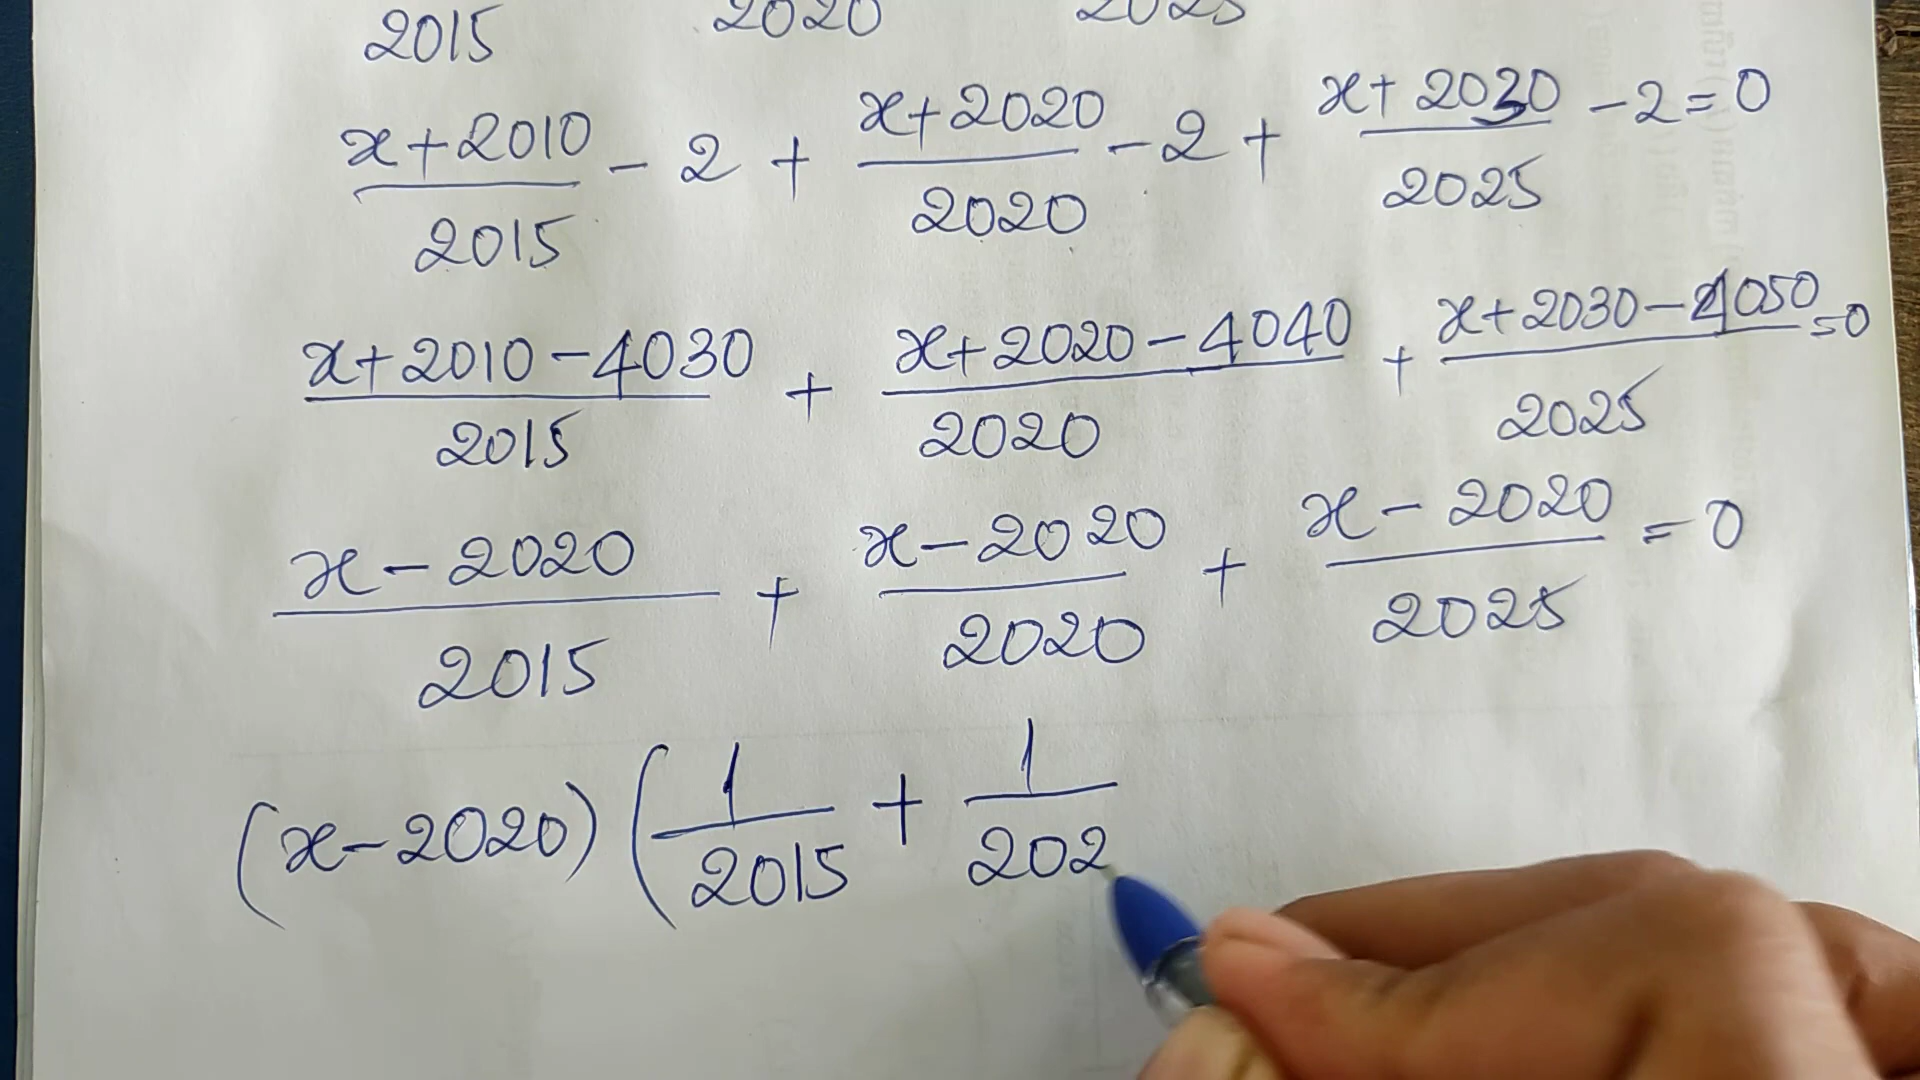 2015 2020 2025
x+2010/2015 - 2 + x+2020/2020 - 2 + x+2030/2025 - 2 = 0
x+2010-4030/2015 + x+2020-4040/2020 + x+2030-4050/2025 = 0
x-2020/2015 + x-2020/2020 + x-2020/2025 = 0
(x-2020) (1/2015 + 1/202